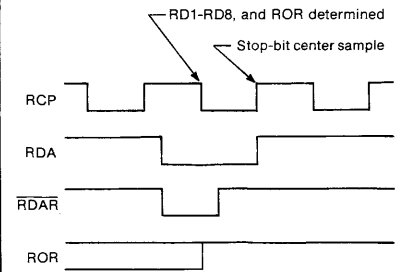 RD1-RD8, and ROR determined
Stop-bit center sample
RCP
RDA
RDAR
ROR